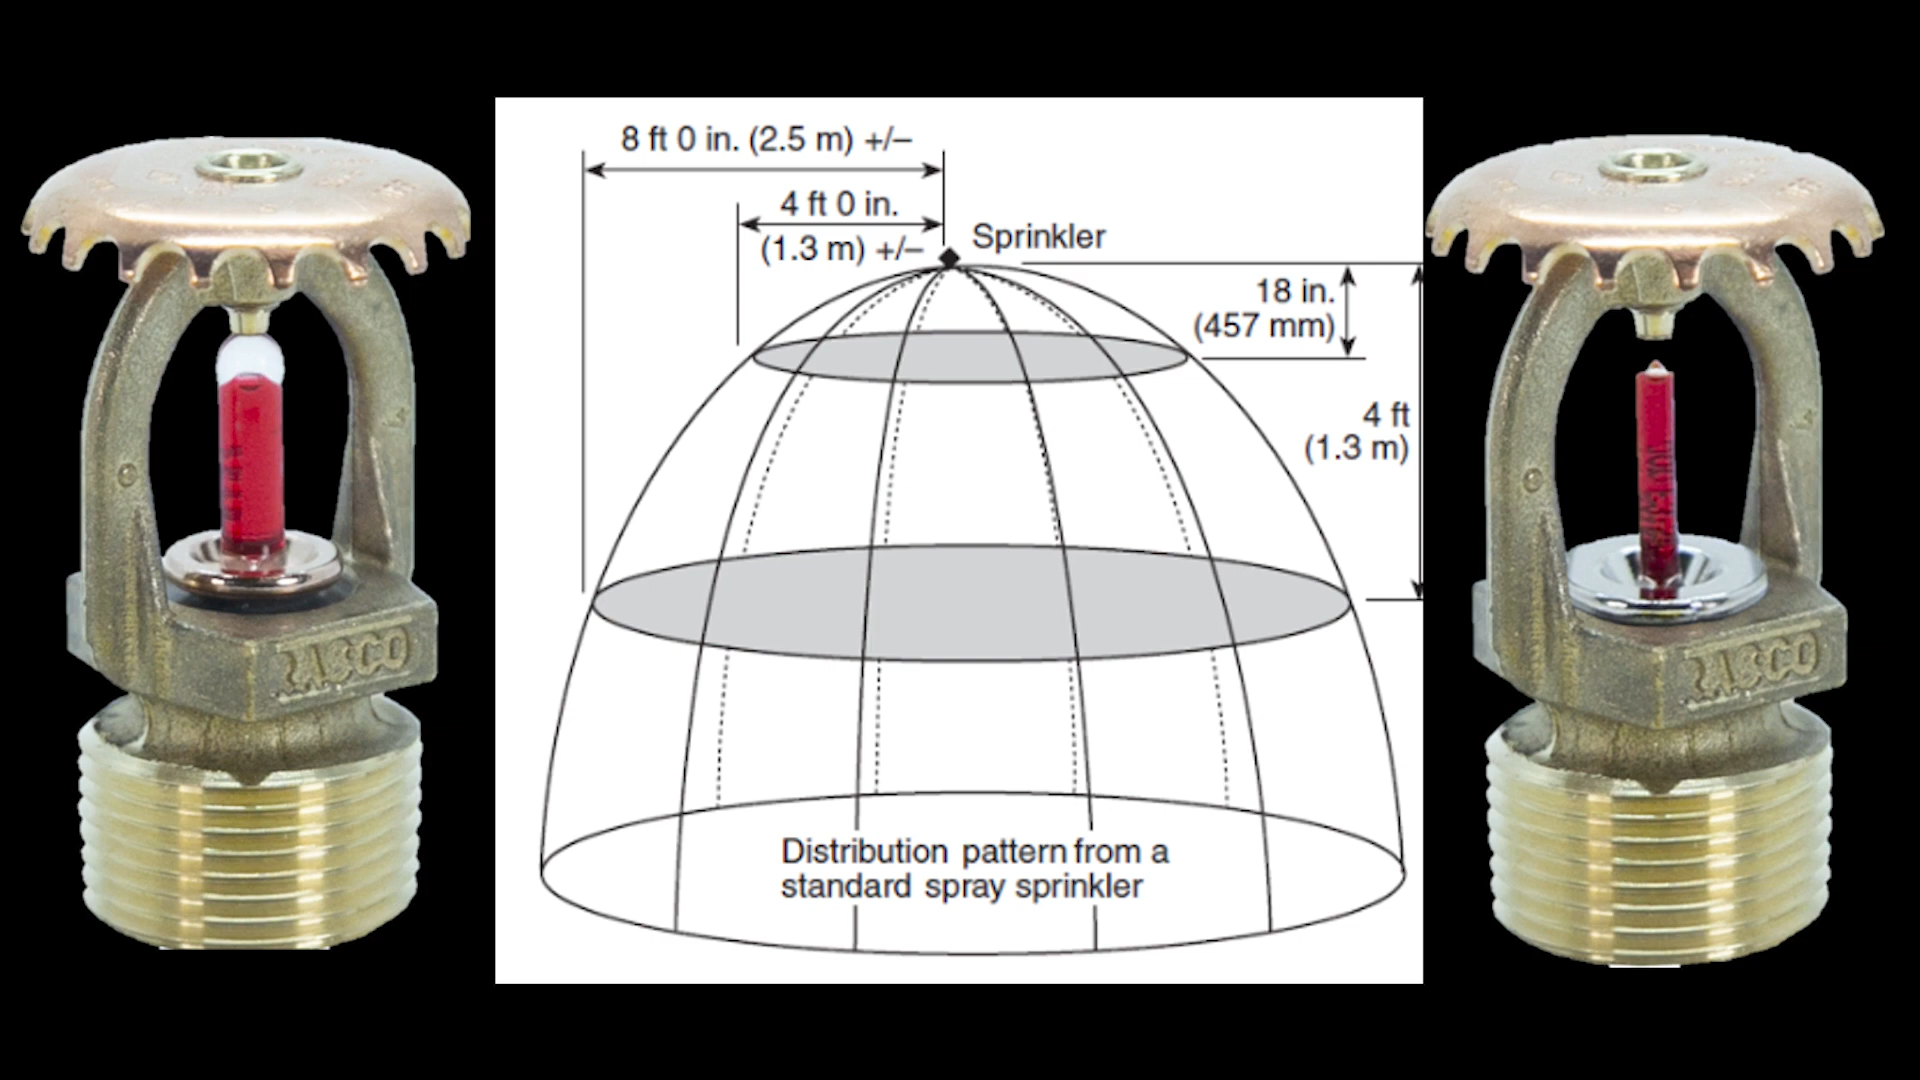 8 ft 0 in. (2.5 m) +/–
4 ft 0 in.
(1.3 m) +/–
Sprinkler
18 in.
(457 mm)
4 ft
(1.3 m)
Distribution pattern from a
standard spray sprinkler
RASCO
RASCO